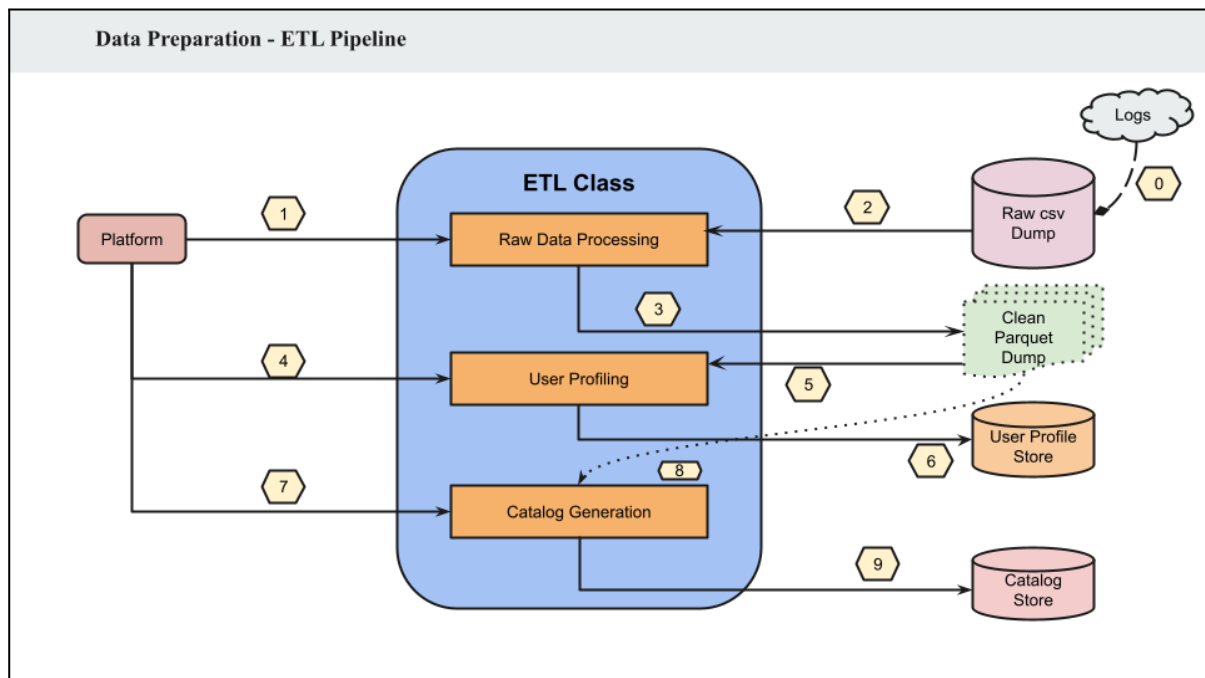 Data Preparation - ETL Pipeline
Logs
0
ETL Class
1
2
Raw csv
Dump
Platform
Raw Data Processing
3
Clean
Parquet
Dump
4
User Profiling
5
User Profile
Store
6
8
7
Catalog Generation
9
Catalog
Store